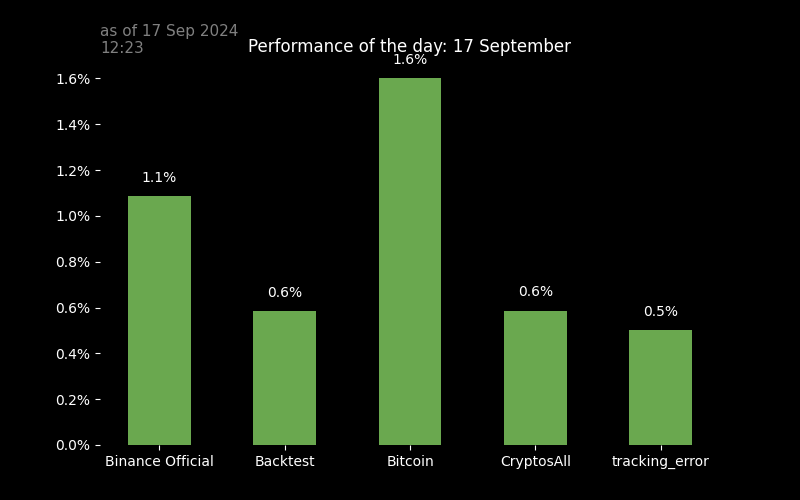 as of 17 Sep 2024
12:23
Performance of the day: 17 September
1.6%
1.6%
1.4%
1.2%
1.1%
1.0%
0.8%
0.6%
0.6%
0.6%
0.5%
0.4%
0.2%
0.0%
Binance Official
Backtest
Bitcoin
CryptosAll
tracking_error